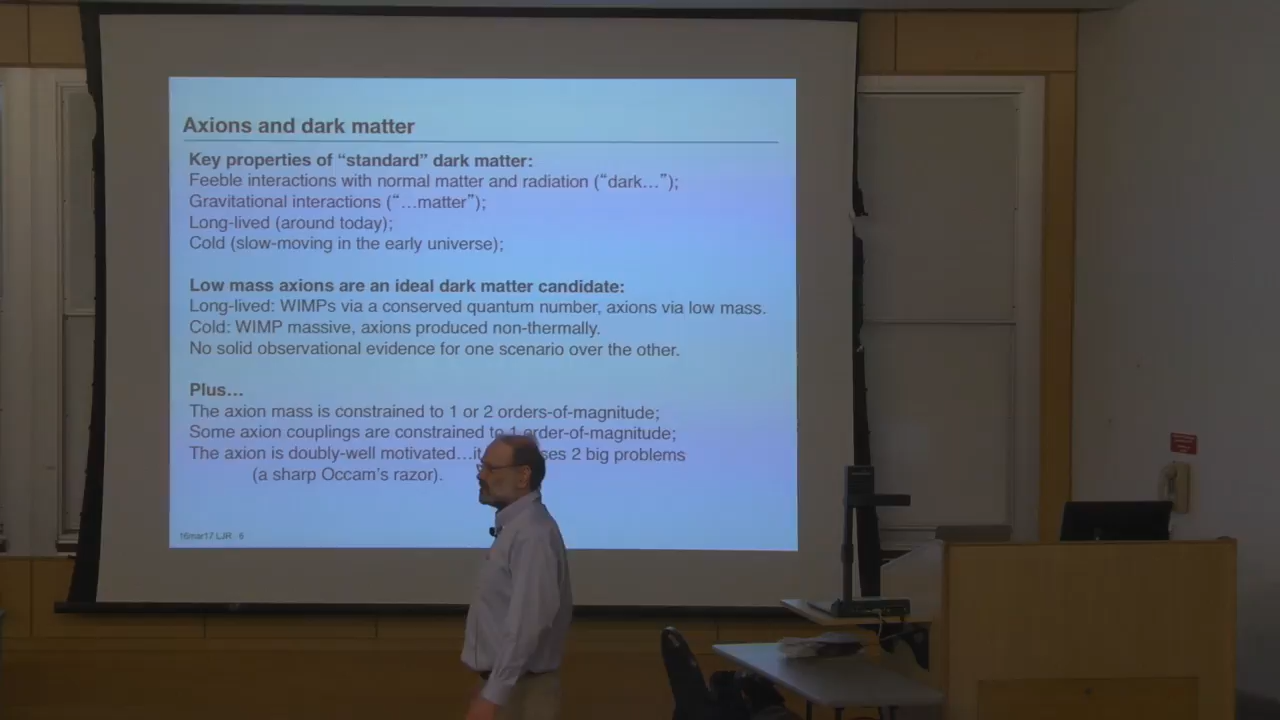 Axions and dark matter
Key properties of “standard” dark matter:
Feeble interactions with normal matter and radiation (“dark…”);
Gravitational interactions (“…matter”);
Long-lived (around today);
Cold (slow-moving in the early universe);
Low mass axions are an ideal dark matter candidate:
Long-lived: WIMPs via a conserved quantum number, axions via low mass.
Cold: WIMP massive, axions produced non-thermally.
No solid observational evidence for one scenario over the other.
Plus…
The axion mass is constrained to 1 or 2 orders-of-magnitude;
Some axion couplings are constrained to 1 order-of-magnitude;
The axion is doubly-well motivated…it 2 big problems
(a sharp Occam’s razor).
16mar17 LJR 6